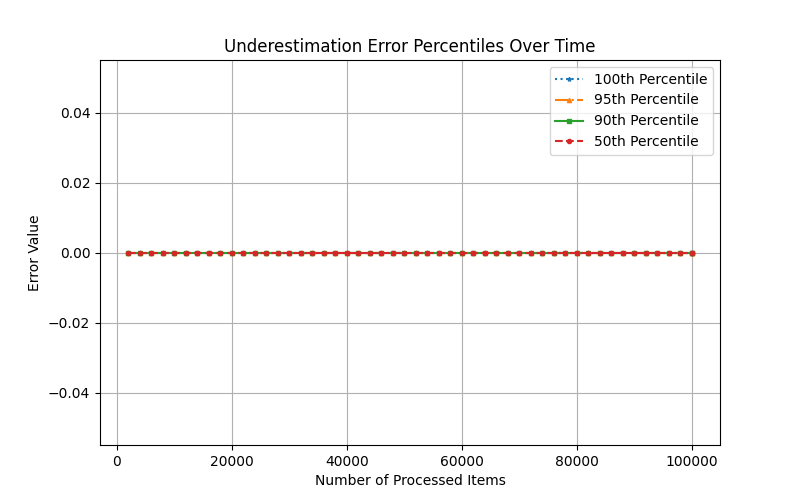 Underestimation Error Percentiles Over Time
100th Percentile
95th Percentile
90th Percentile
50th Percentile
0.04
0.02
0.00
−0.02
−0.04
Error Value
0 20000 40000 60000 80000 100000
Number of Processed Items